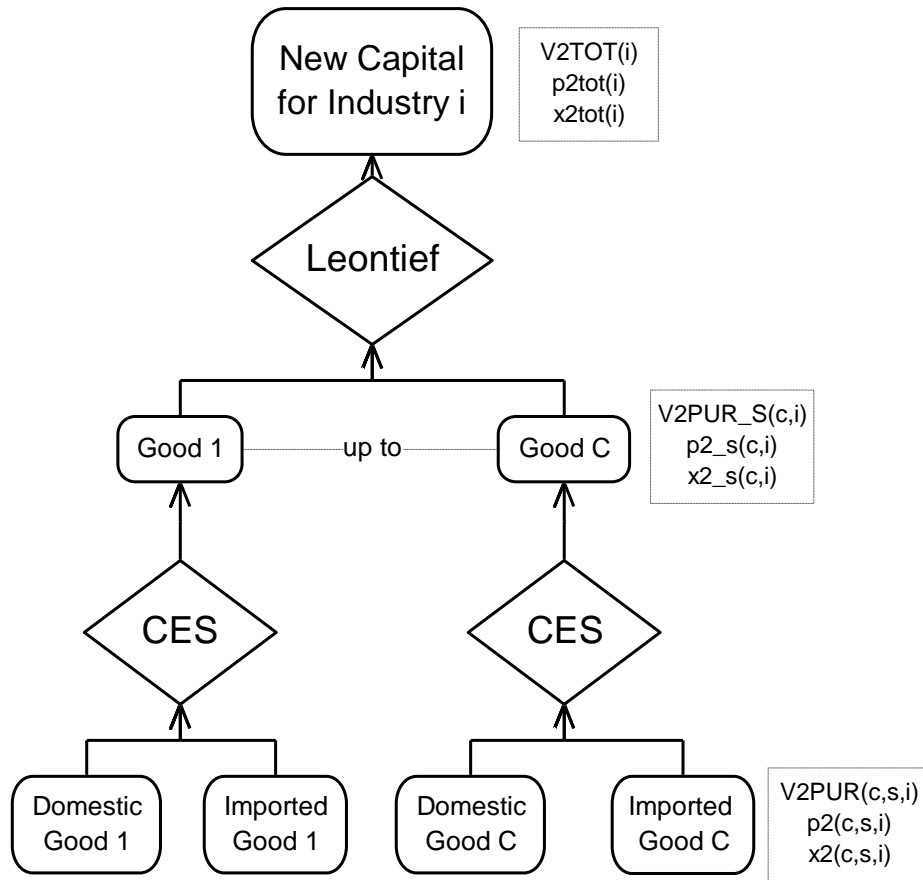 New Capital
for Industry i
V2TOT(i)
p2tot(i)
x2tot(i)
Leontief
Good 1
up to
Good C
V2PUR_S(c,i)
p2_s(c,i)
x2_s(c,i)
CES
CES
Domestic
Good 1
Imported
Good 1
Domestic
Good C
Imported
Good C
V2PUR(c,s,i)
p2(c,s,i)
x2(c,s,i)